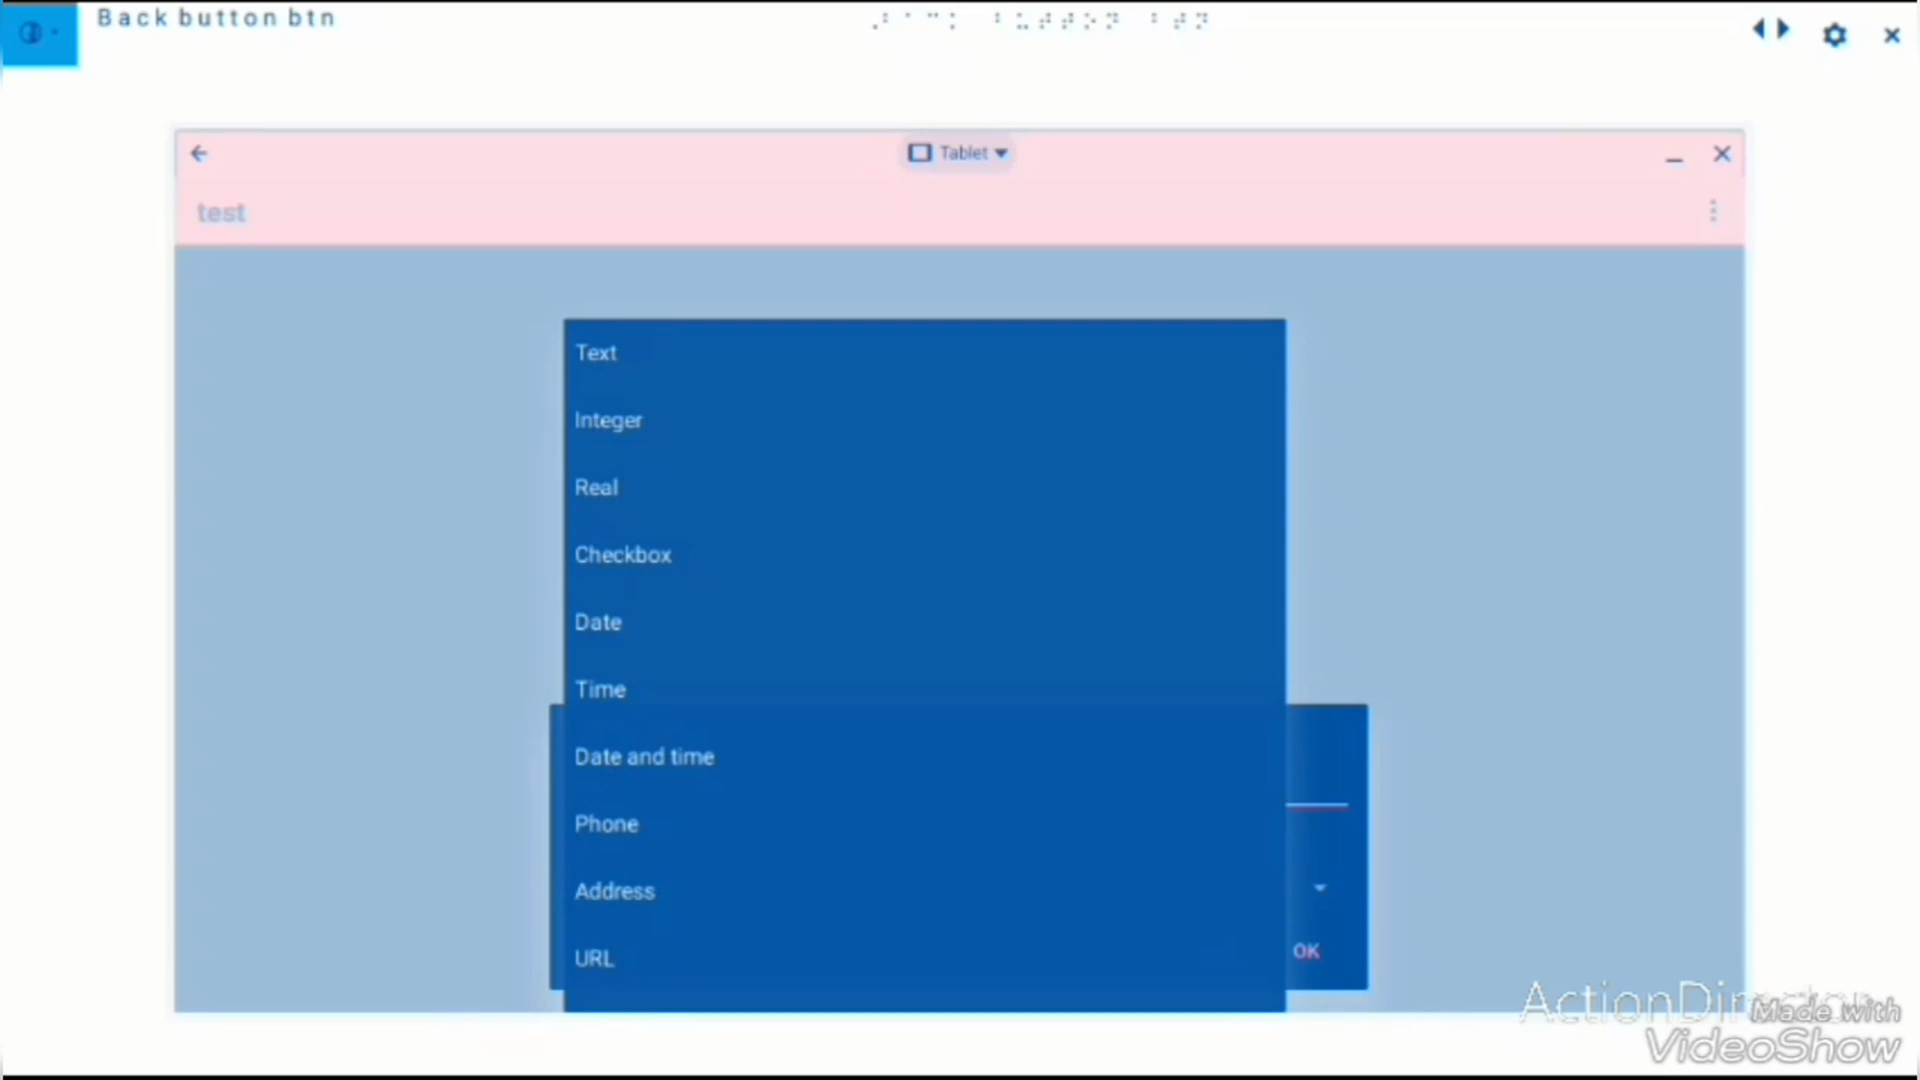 Back button btn
⠠⠃⠁⠉⠅ ⠃⠥⠞⠞⠕⠝ ⠃⠞⠝
Tablet
test
Text
Integer
Real
Checkbox
Date
Time
Date and time
Phone
Address
URL
OK
ActionDirector
Made with
VideoShow